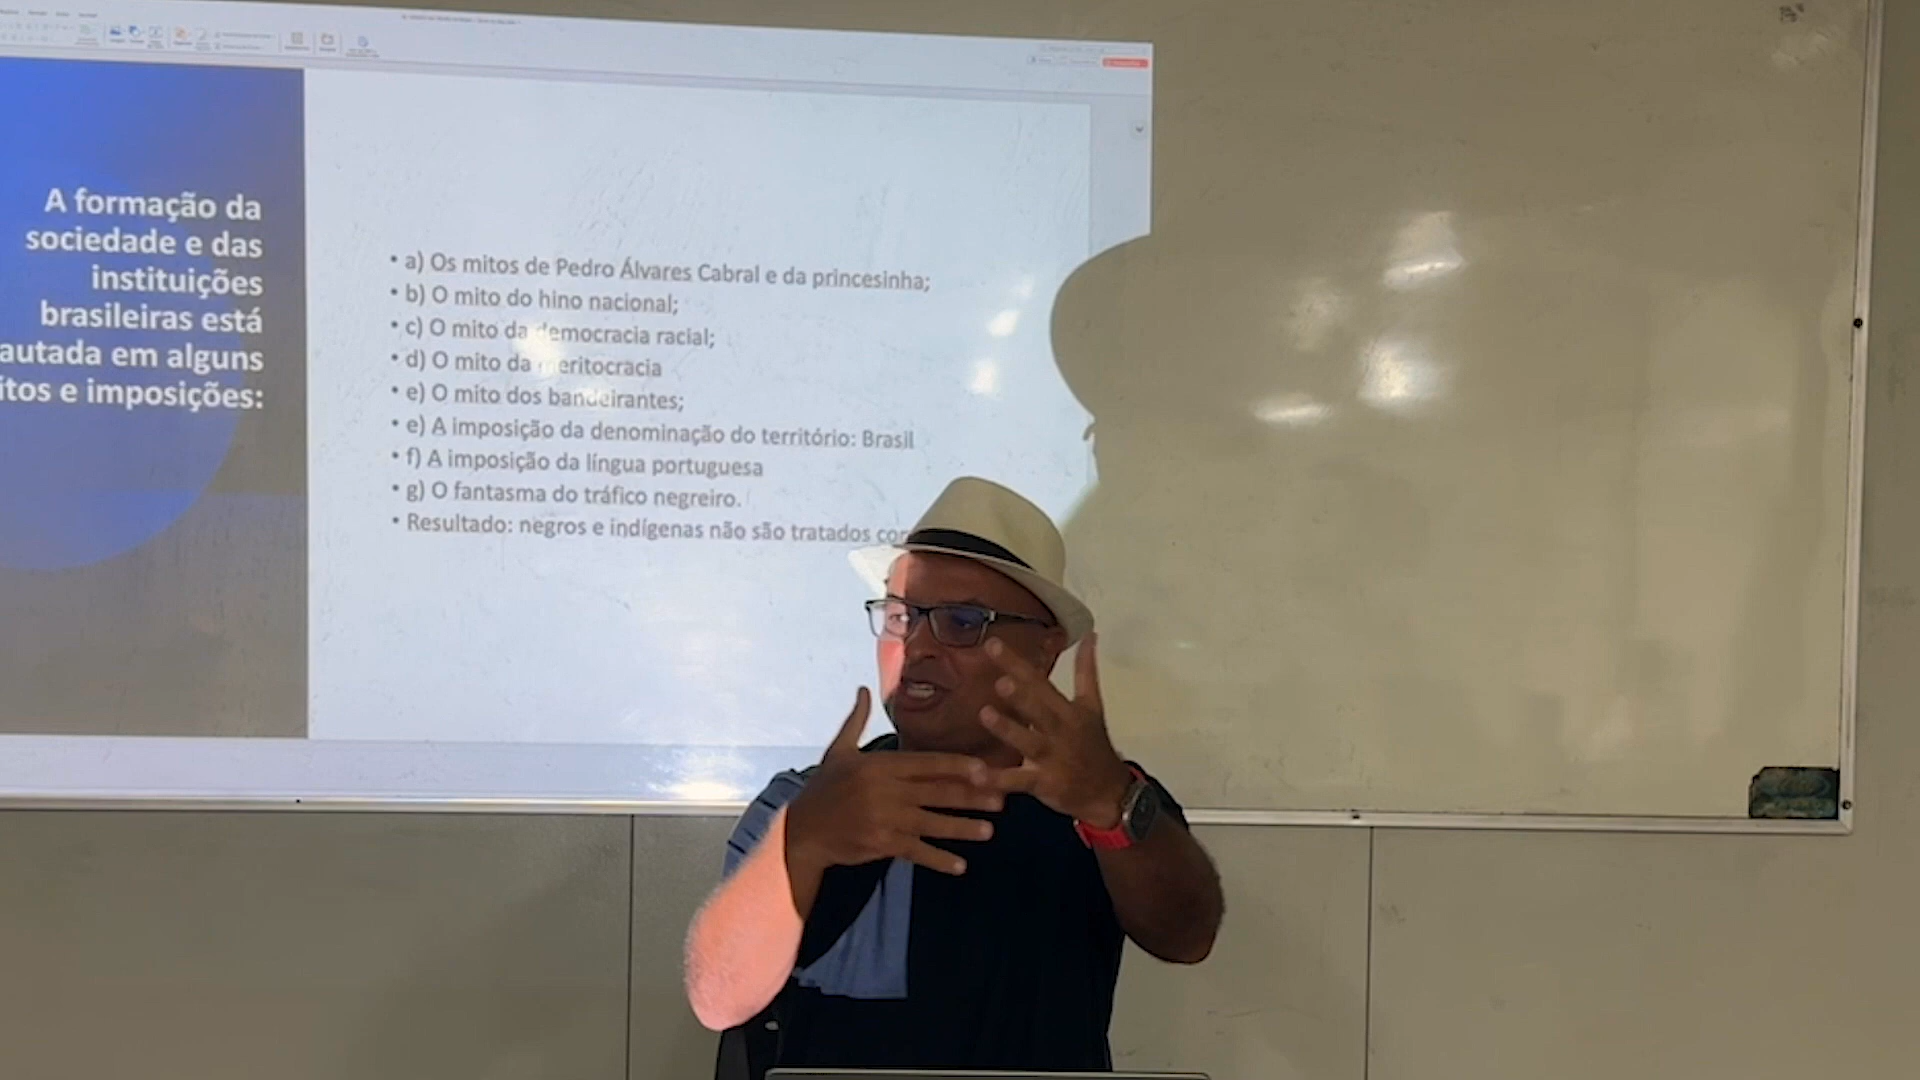 A formação da
sociedade e das
instituições
brasileiras está
autada em alguns
itos e imposições:
• a) Os mitos de Pedro Álvares Cabral e da princesinha;
• b) O mito do hino nacional;
• c) O mito da democracia racial;
• d) O mito da meritocracia
• e) O mito dos bandeirantes;
• e) A imposição da denominação do território: Brasil
• f) A imposição da língua portuguesa
• g) O fantasma do tráfico negreiro.
• Resultado: negros e indígenas não são tratados co